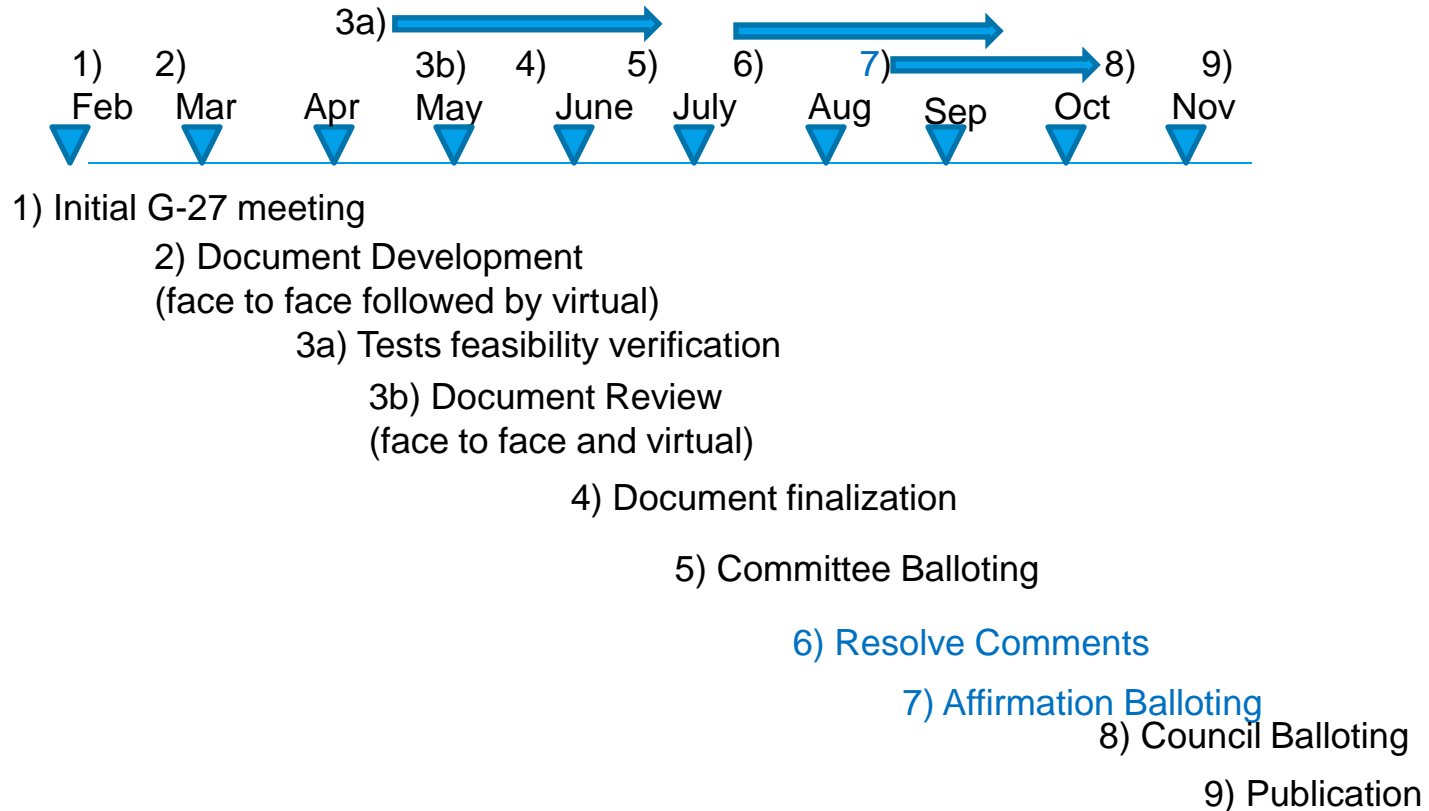 3a)
1) 2) 3b) 4) 5) 6) 7) 8) 9)
Feb Mar Apr May June July Aug Sep Oct Nov
1) Initial G-27 meeting
2) Document Development
(face to face followed by virtual)
3a) Tests feasibility verification
3b) Document Review
(face to face and virtual)
4) Document finalization
5) Committee Balloting
6) Resolve Comments
7) Affirmation Balloting
8) Council Balloting
9) Publication